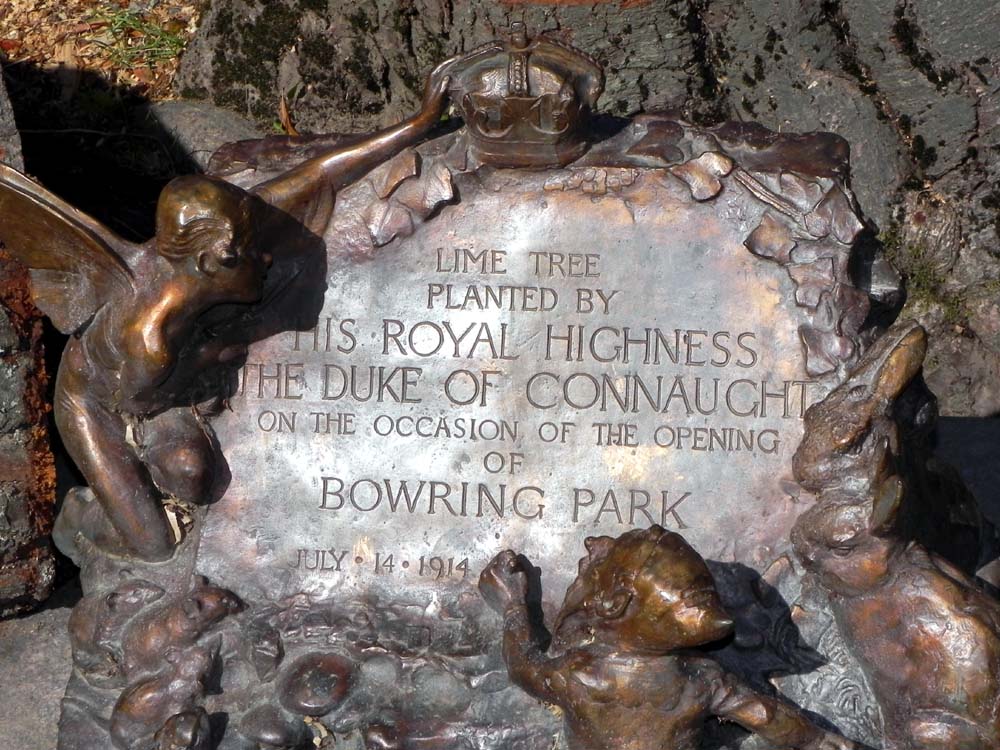 LIME TREE
PLANTED BY
HIS ROYAL HIGHNESS
THE DUKE OF CONNAUGHT
ON THE OCCASION OF THE OPENING
OF
BOWRING PARK
JULY • 14 • 1914